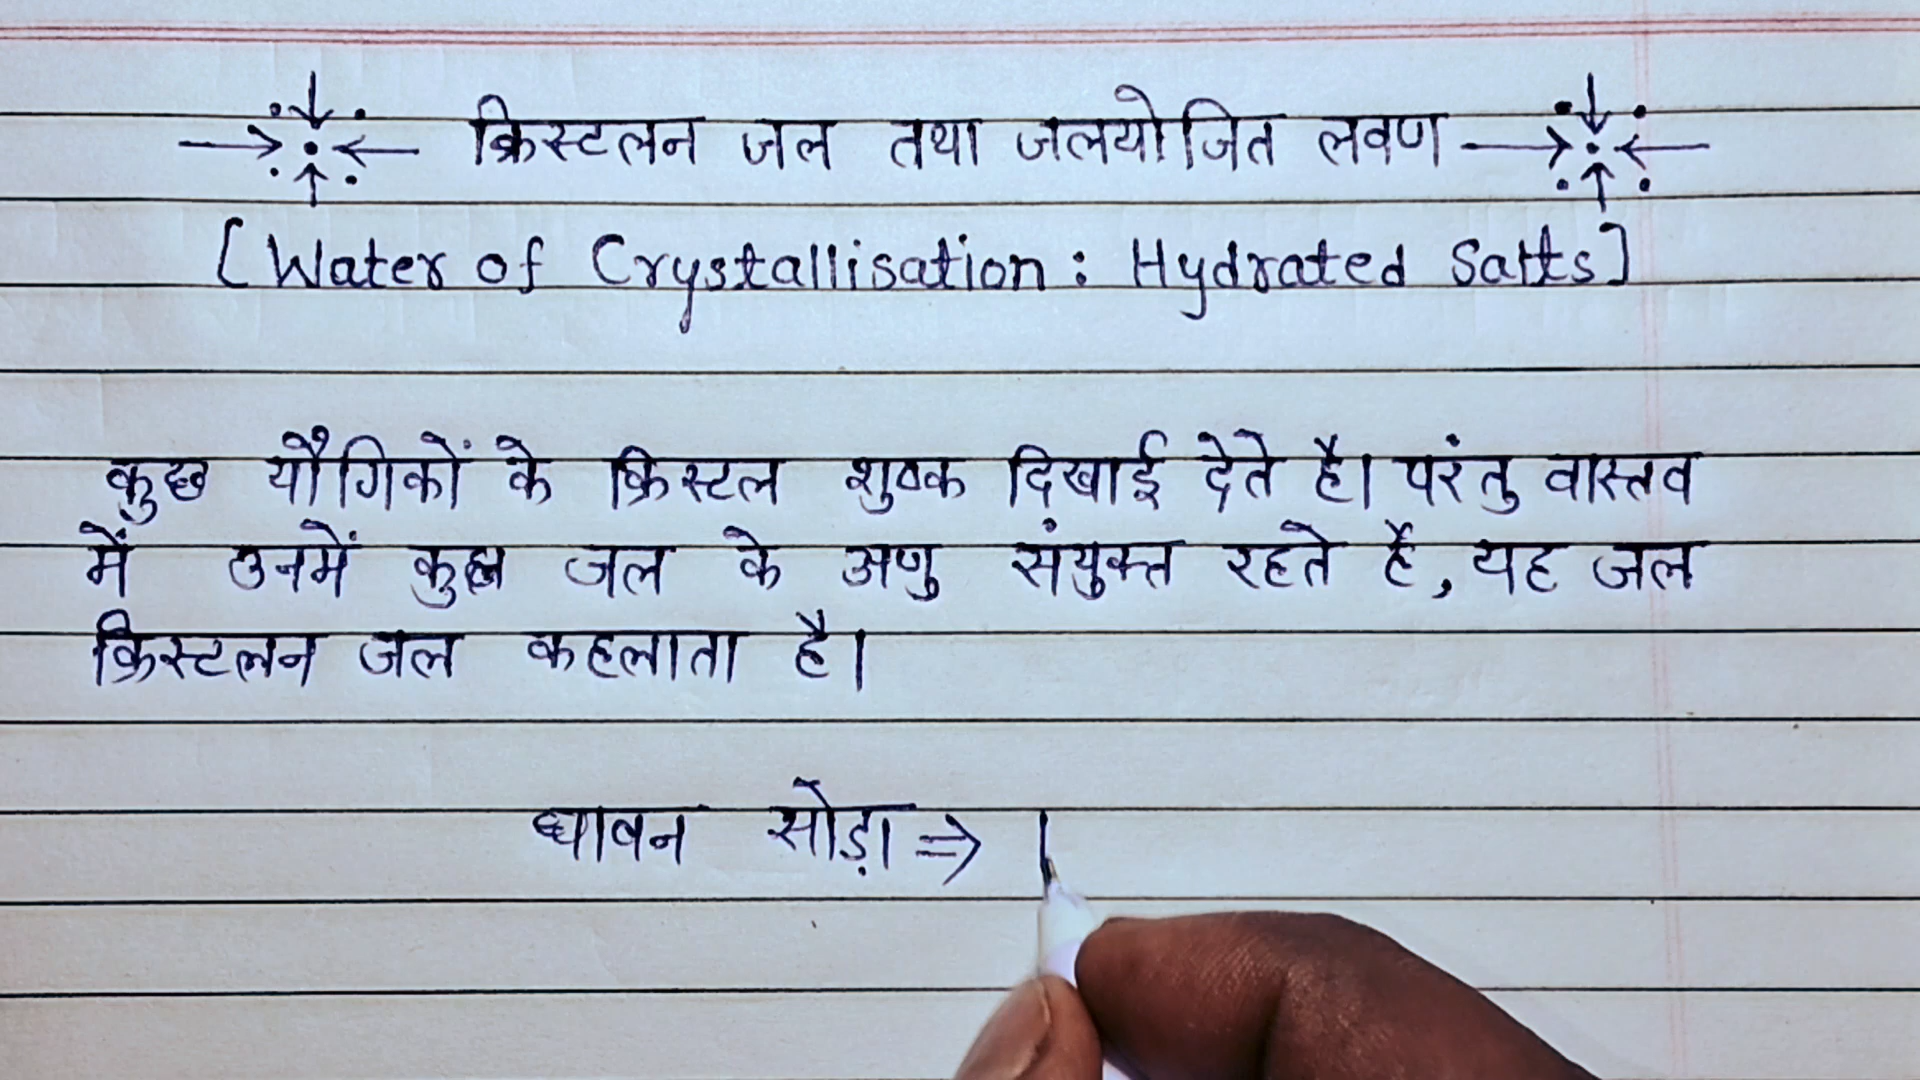 क्रिस्टलन जल तथा जलयोजित लवण
[Water of Crystallisation: Hydrated Salts]
कुछ यौगिकों के क्रिस्टल शुष्क दिखाई देते है। परंतु वास्तव
में उनमें कुछ जल के अणु संयुक्त रहते है, यह जल
क्रिस्टलन जल कहलाता है।
धावन सोड़ा ⇒